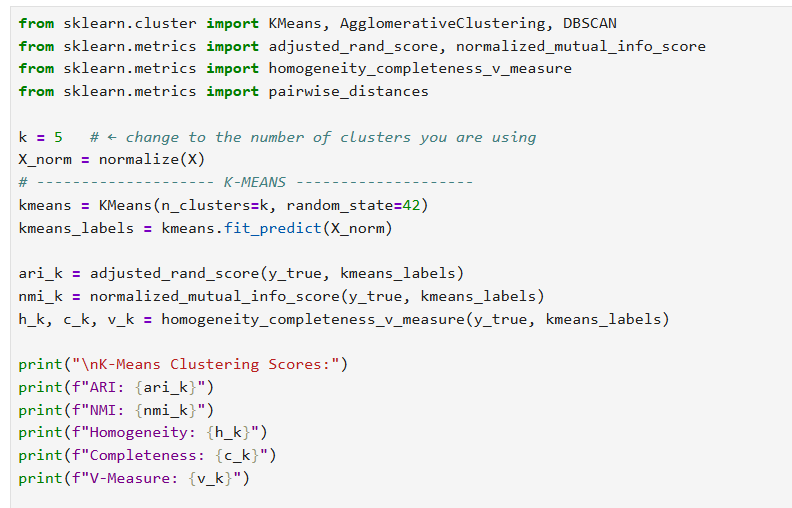 from sklearn.cluster import KMeans, AgglomerativeClustering, DBSCAN
from sklearn.metrics import adjusted_rand_score, normalized_mutual_info_score
from sklearn.metrics import homogeneity_completeness_v_measure
from sklearn.metrics import pairwise_distances

k = 5   # ← change to the number of clusters you are using
X_norm = normalize(X)
# -------------------- K-MEANS --------------------
kmeans = KMeans(n_clusters=k, random_state=42)
kmeans_labels = kmeans.fit_predict(X_norm)

ari_k = adjusted_rand_score(y_true, kmeans_labels)
nmi_k = normalized_mutual_info_score(y_true, kmeans_labels)
h_k, c_k, v_k = homogeneity_completeness_v_measure(y_true, kmeans_labels)

print("\nK-Means Clustering Scores:")
print(f"ARI: {ari_k}")
print(f"NMI: {nmi_k}")
print(f"Homogeneity: {h_k}")
print(f"Completeness: {c_k}")
print(f"V-Measure: {v_k}")